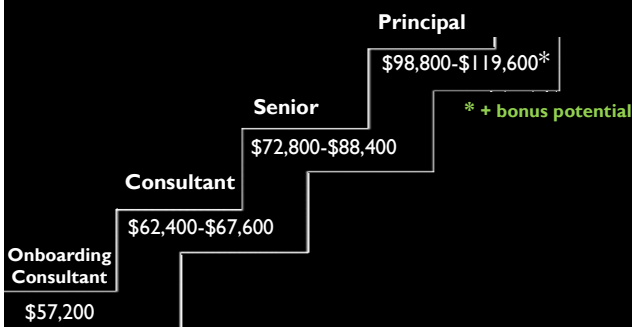 Principal
$98,800-$119,600*
* + bonus potential
Senior
$72,800-$88,400
Consultant
$62,400-$67,600
Onboarding
Consultant
$57,200